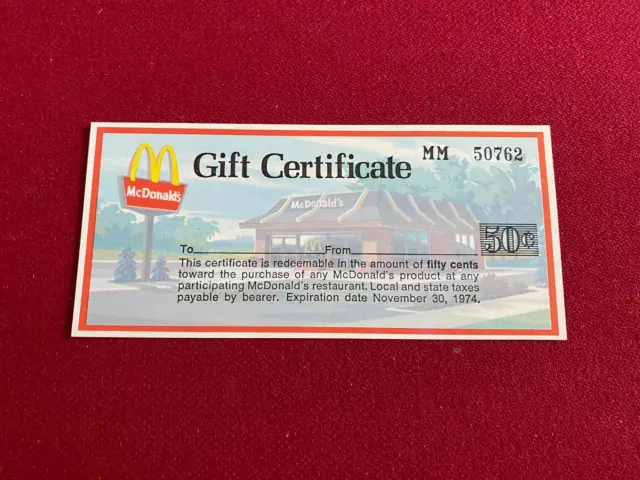 Gift Certificate
MM 50762
McDonald's
McDonald's
50¢
To From
This certificate is redeemable in the amount of fifty cents
toward the purchase of any McDonald's product at any
participating McDonald's restaurant. Local and state taxes
payable by bearer. Expiration date November 30, 1974.